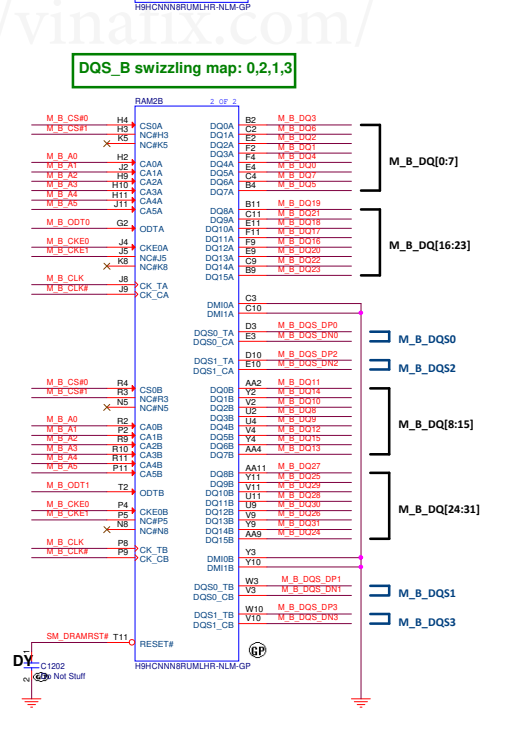 H9HCNNN8RUMLHR-NLM-GP
//vinafix.com/
DQS_B swizzling map: 0,2,1,3
RAM2B 2 OF 2
M_B_CS#0 H4 CS0A DQ0A B2 M_B_DQ3
M_B_CS#1 H3 NC#H3 DQ1A C2 M_B_DQ6
K5 NC#K5 DQ2A E2 M_B_DQ2
DQ3A F2 M_B_DQ1
M_B_A0 H2 CA0A DQ4A F4 M_B_DQ4
M_B_A1 J2 CA1A DQ5A E4 M_B_DQ0
M_B_A2 H9 CA2A DQ6A C4 M_B_DQ7
M_B_A3 H10 CA3A DQ7A B4 M_B_DQ5
M_B_DQ[0:7]
M_B_A4 H11 CA4A
M_B_A5 J11 CA5A DQ8A B11 M_B_DQ19
DQ9A C11 M_B_DQ21
M_B_ODT0 G2 ODTA DQ10A E11 M_B_DQ18
DQ11A F11 M_B_DQ17
M_B_CKE0 J4 CKE0A DQ12A F9 M_B_DQ16
M_B_CKE1 J5 NC#J5 DQ13A E9 M_B_DQ20
K8 NC#K8 DQ14A C9 M_B_DQ22
DQ15A B9 M_B_DQ23
M_B_DQ[16:23]
M_B_CLK J8 CK_TA
M_B_CLK# J9 CK_CA
DMI0A C3
DMI1A C10
DQS0_TA D3 M_B_DQS_DP0
DQS0_CA E3 M_B_DQS_DN0
M_B_DQS0
DQS1_TA D10 M_B_DQS_DP2
DQS1_CA E10 M_B_DQS_DN2
M_B_DQS2
M_B_CS#0 R4 CS0B DQ0B AA2 M_B_DQ11
M_B_CS#1 R3 NC#R3 DQ1B Y2 M_B_DQ14
N5 NC#N5 DQ2B V2 M_B_DQ10
DQ3B U2 M_B_DQ8
M_B_A0 R2 CA0B DQ4B U4 M_B_DQ9
M_B_A1 P2 CA1B DQ5B V4 M_B_DQ12
M_B_A2 R9 CA2B DQ6B Y4 M_B_DQ15
M_B_A3 R10 CA3B DQ7B AA4 M_B_DQ13
M_B_DQ[8:15]
M_B_A4 R11 CA4B
M_B_A5 P11 CA5B DQ8B AA11 M_B_DQ27
DQ9B Y11 M_B_DQ25
M_B_ODT1 T2 ODTB DQ10B V11 M_B_DQ29
DQ11B U11 M_B_DQ28
M_B_CKE0 P4 CKE0B DQ12B U9 M_B_DQ30
M_B_CKE1 P5 NC#P5 DQ13B V9 M_B_DQ26
N8 NC#N8 DQ14B Y9 M_B_DQ31
DQ15B AA9 M_B_DQ24
M_B_DQ[24:31]
M_B_CLK P8 CK_TB
M_B_CLK# P9 CK_CB
DMI0B Y3
DMI1B Y10
DQS0_TB W3 M_B_DQS_DP1
DQS0_CB V3 M_B_DQS_DN1
M_B_DQS1
DQS1_TB W10 M_B_DQS_DP3
DQS1_CB V10 M_B_DQS_DN3
M_B_DQS3
SM_DRAMRST# T11 RESET#
GP
DY
1
C1202
2
Do Not Stuff
H9HCNNN8RUMLHR-NLM-GP